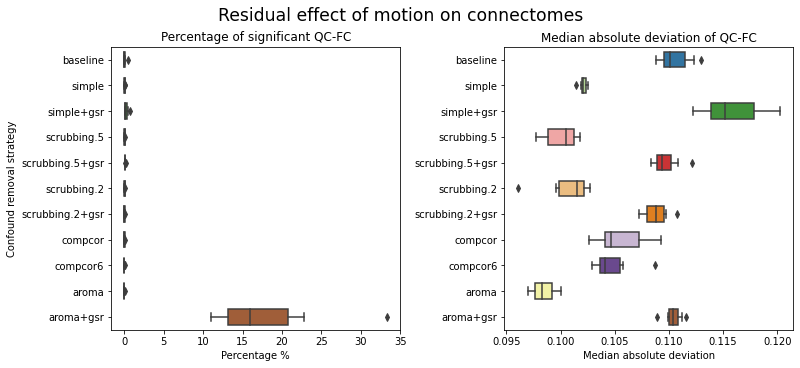 Residual effect of motion on connectomes
Percentage of significant QC-FC
Confound removal strategy
baseline
simple
simple+gsr
scrubbing.5
scrubbing.5+gsr
scrubbing.2
scrubbing.2+gsr
compcor
compcor6
aroma
aroma+gsr
0 5 10 15 20 25 30 35
Percentage %
Median absolute deviation of QC-FC
baseline
simple
simple+gsr
scrubbing.5
scrubbing.5+gsr
scrubbing.2
scrubbing.2+gsr
compcor
compcor6
aroma
aroma+gsr
0.095 0.100 0.105 0.110 0.115 0.120
Median absolute deviation